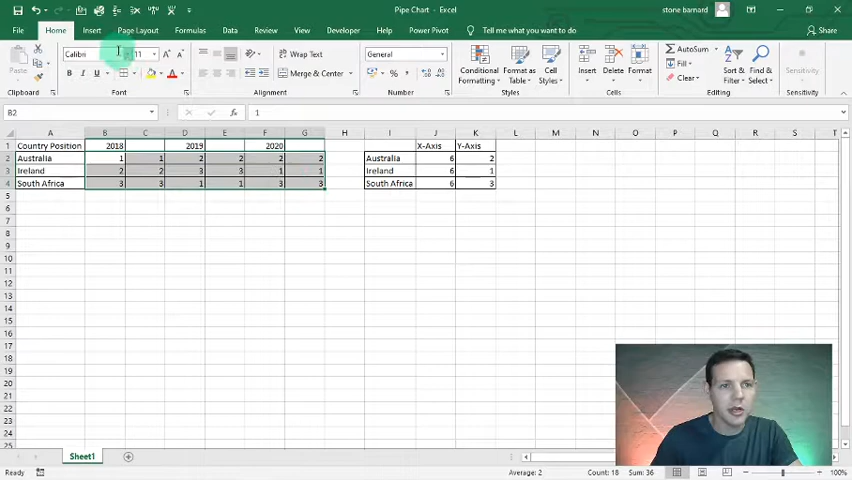 Pipe Chart - Excel
stone barnard
File Home Insert Page Layout Formulas Data Review View Developer Help Power Pivot Tell me what you want to do Share
Paste
Calibri 11
B I U
Wrap Text
Merge & Center
General
Conditional Formatting
Format as Table
Cell Styles
Insert Delete Format
AutoSum
Fill
Clear
Sort & Filter
Find & Select
Sensitivity
Clipboard Font Alignment Number Styles Cells Editing Sensitivity
B2 fx 1
A B C D E F G H I J K L M N O P Q R S T
1 Country Position 2018 2019 2020 X-Axis Y-Axis
2 Australia 1 1 2 2 2 2 Australia 6 2
3 Ireland 2 2 3 3 1 1 Ireland 6 1
4 South Africa 3 3 1 1 3 3 South Africa 6 3
5
6
7
8
9
10
11
12
13
14
15
16
17
18
19
20
21
22
23
24
25
Sheet1
Ready Average: 2 Count: 18 Sum: 36 100%